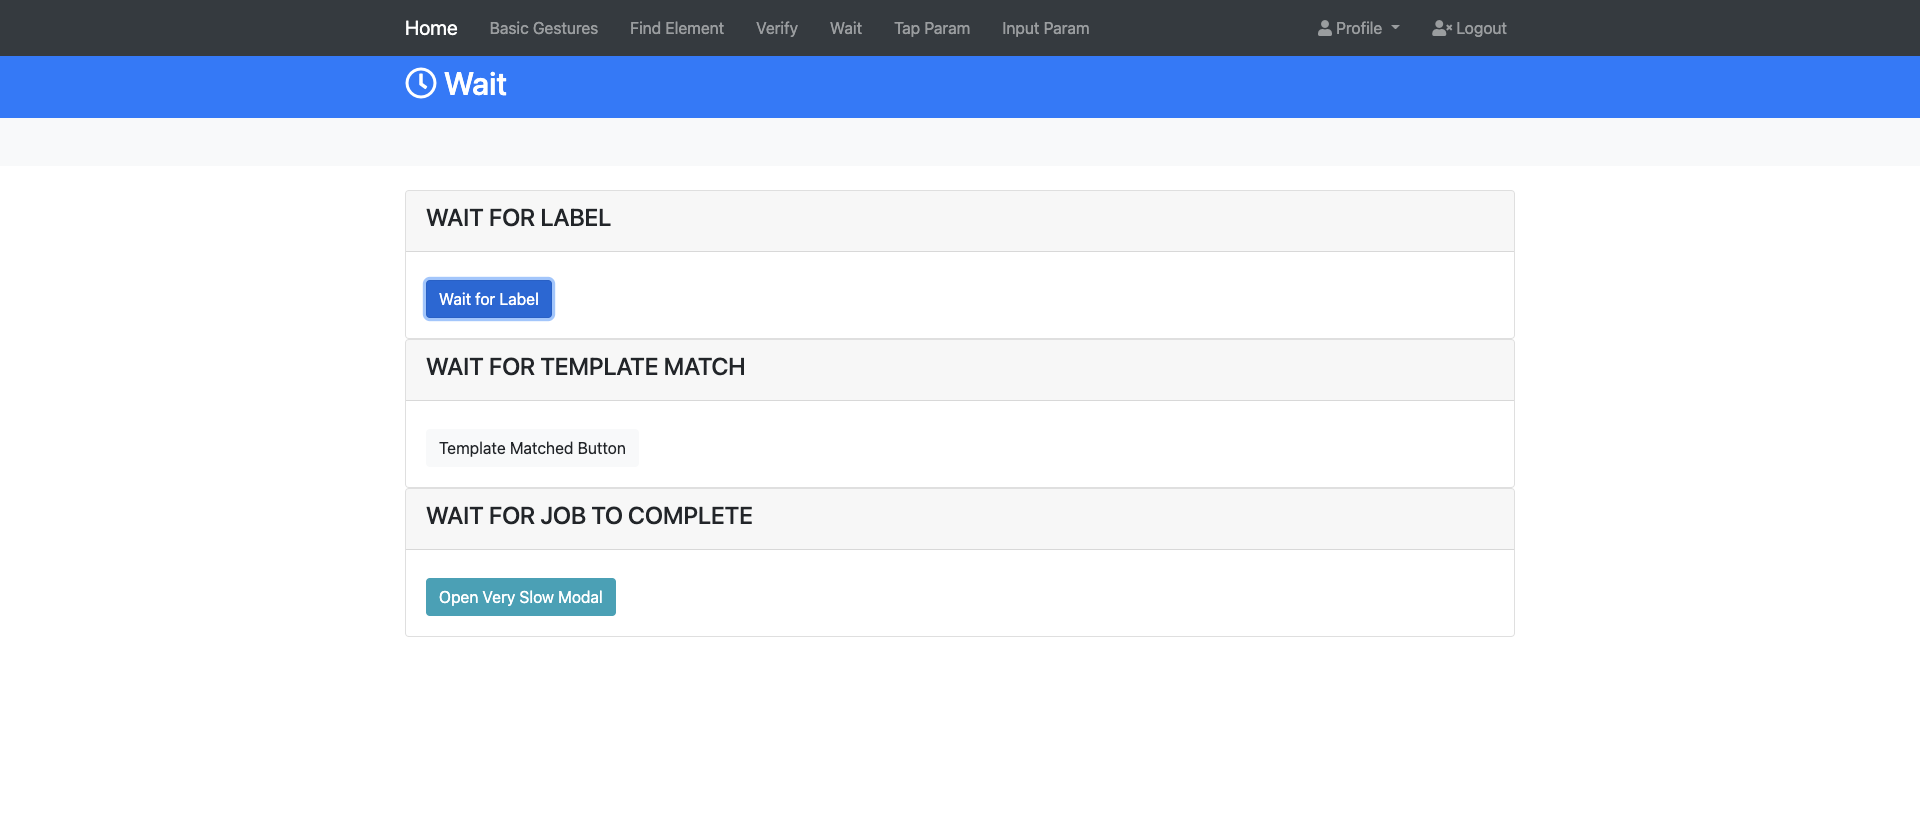 Home Basic Gestures Find Element Verify Wait Tap Param Input Param Profile Logout
Wait
WAIT FOR LABEL
Wait for Label
WAIT FOR TEMPLATE MATCH
Template Matched Button
WAIT FOR JOB TO COMPLETE
Open Very Slow Modal